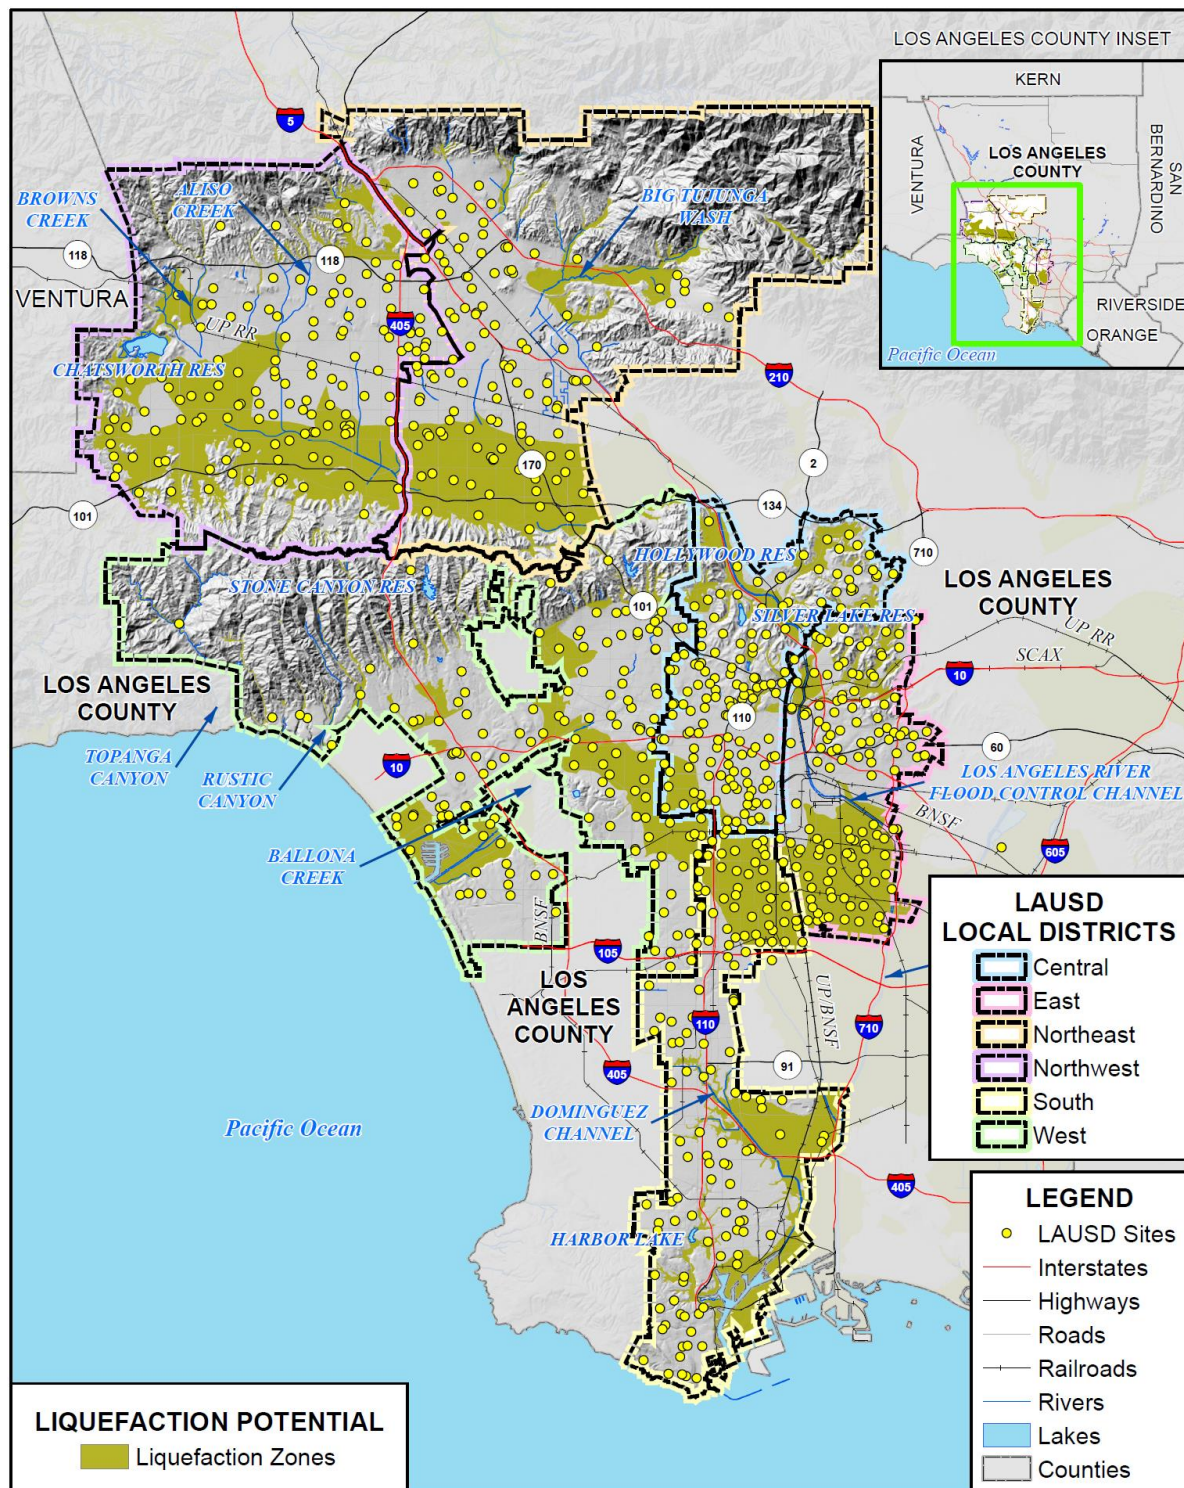 LOS ANGELES COUNTY INSET
KERN
VENTURA
LOS ANGELES
COUNTY
SAN
BERNARDINO
RIVERSIDE
ORANGE
Pacific Ocean
5
BROWNS
CREEK
ALISO
CREEK
BIG TUJUNGA
WASH
118
118
VENTURA
UP RR
405
CHATSWORTH RES
210
170
2
101
134
710
HOLLYWOOD RES
STONE CANYON RES
101
SILVER LAKE RES
LOS ANGELES
COUNTY
UP RR
SCAX
10
LOS ANGELES
COUNTY
110
60
TOPANGA
CANYON
RUSTIC
CANYON
10
LOS ANGELES RIVER
FLOOD CONTROL CHANNEL
BNSF
BALLONA
CREEK
605
BNSF
105
LOS
ANGELES
COUNTY
UP/BNSF
110
710
405
91
DOMINGUEZ
CHANNEL
Pacific Ocean
405
HARBOR LAKE
LAUSD
LOCAL DISTRICTS
Central
East
Northeast
Northwest
South
West
LEGEND
LAUSD Sites
Interstates
Highways
Roads
Railroads
Rivers
Lakes
Counties
LIQUEFACTION POTENTIAL
Liquefaction Zones